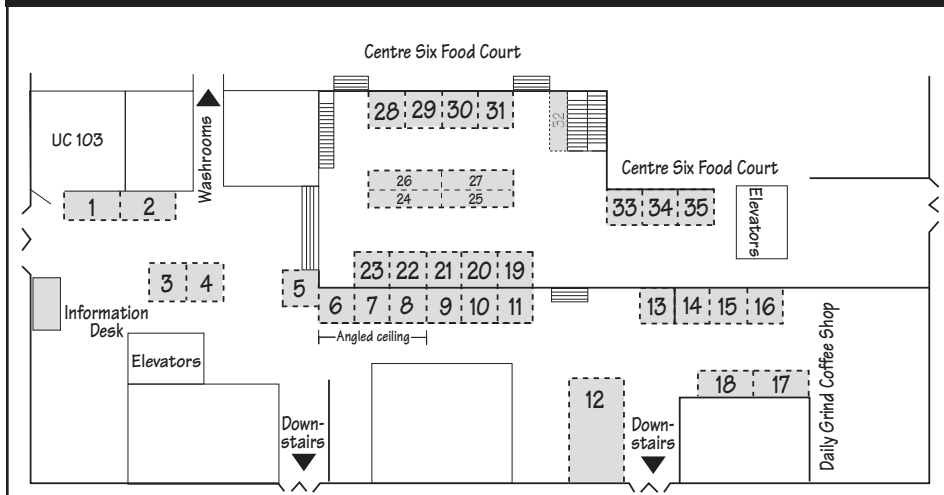 Centre Six Food Court
28 29 30 31
32
UC 103
Washrooms
26 27
24 25
Centre Six Food Court
1 2
33 34 35
Elevators
3 4
5
23 22 21 20 19
6 7 8 9 10 11
13 14 15 16
Information
Desk
Angled ceiling
Elevators
18 17
12
Down-
stairs
Down-
stairs
Daily Grind Coffee Shop